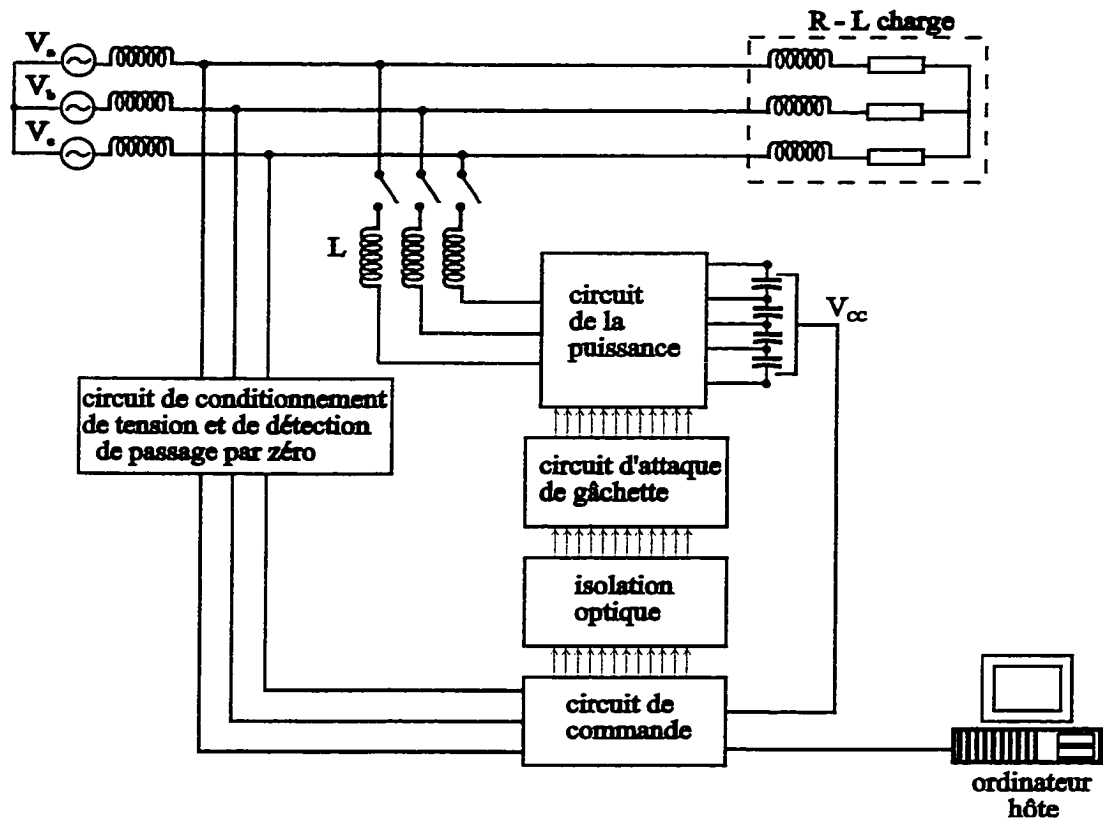 R - L charge
Va
Vb
Vc
L
circuit
de la
puissance
Vcc
circuit de conditionnement
de tension et de détection
de passage par zéro
circuit d'attaque
de gâchette
isolation
optique
circuit de
commande
ordinateur
hôte